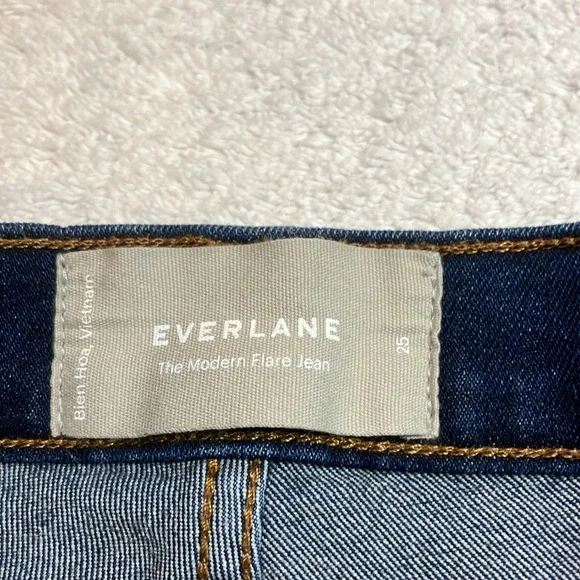 Bien Hoa, Vietnam
EVERLANE
The Modern Flare Jean
25